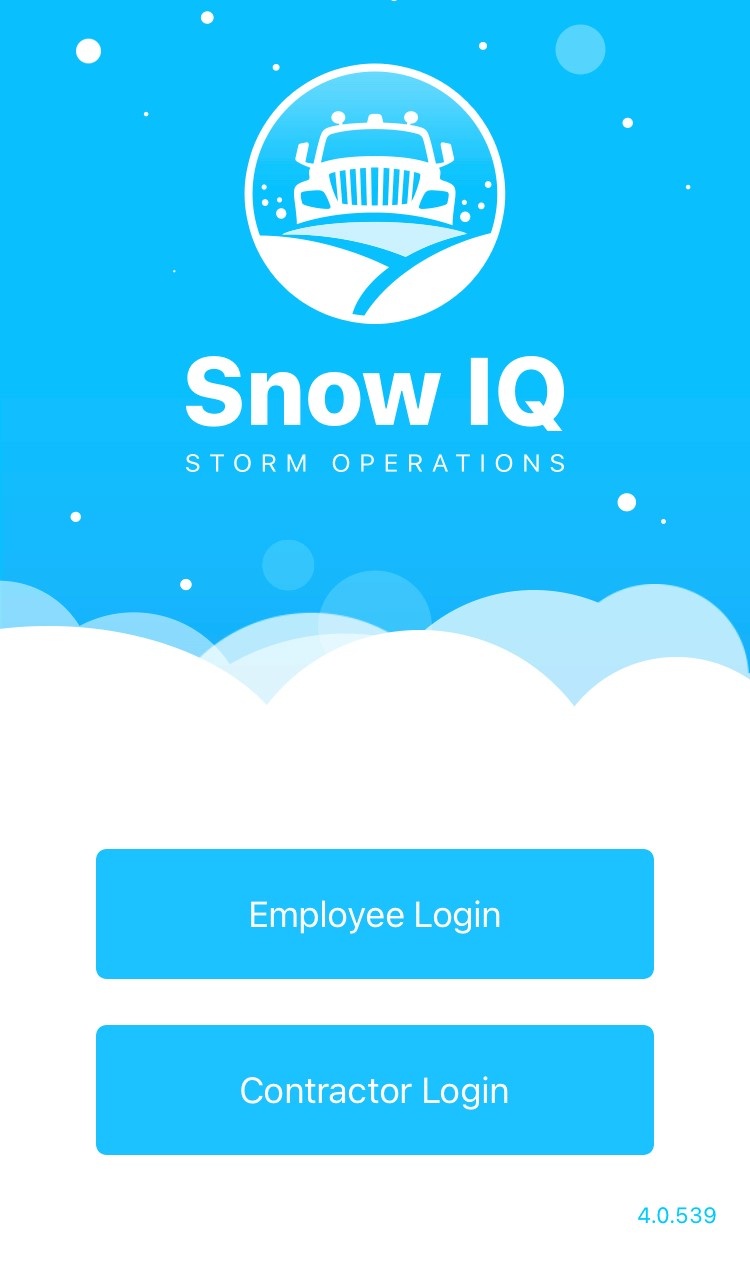 Snow IQ
STORM OPERATIONS
Employee Login
Contractor Login
4.0.539